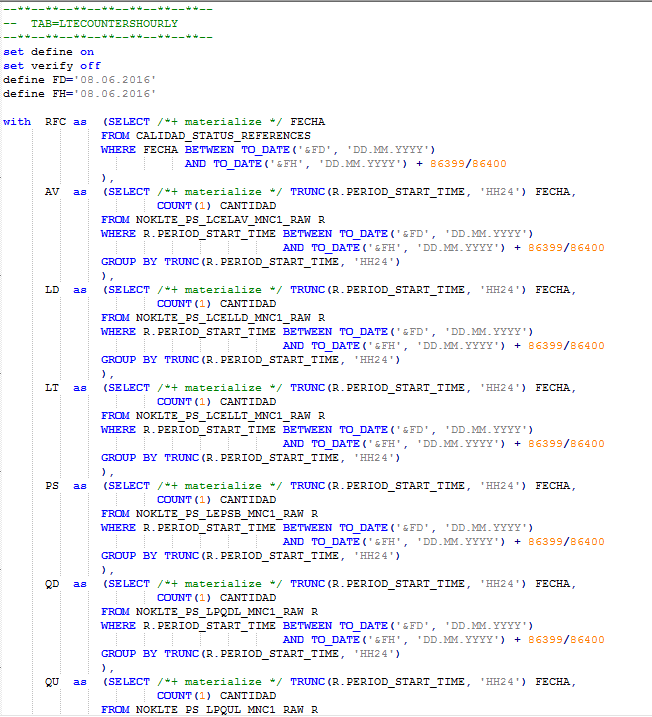 --**--**--**--**--**--**--**--
--  TAB=LTECOUNTERSHOURLY
--**--**--**--**--**--**--**--
set define on
set verify off
define FD='08.06.2016'
define FH='08.06.2016'
with  RFC as  (SELECT /*+ materialize */ FECHA
FROM CALIDAD_STATUS_REFERENCES
WHERE FECHA BETWEEN TO_DATE('&FD', 'DD.MM.YYYY')
AND TO_DATE('&FH', 'DD.MM.YYYY') + 86399/86400
),
AV  as  (SELECT /*+ materialize */ TRUNC(R.PERIOD_START_TIME, 'HH24') FECHA,
COUNT(1) CANTIDAD
FROM NOKLTE_PS_LCELAV_MNC1_RAW R
WHERE R.PERIOD_START_TIME BETWEEN TO_DATE('&FD', 'DD.MM.YYYY')
AND TO_DATE('&FH', 'DD.MM.YYYY') + 86399/86400
GROUP BY TRUNC(R.PERIOD_START_TIME, 'HH24')
),
LD  as  (SELECT /*+ materialize */ TRUNC(R.PERIOD_START_TIME, 'HH24') FECHA,
COUNT(1) CANTIDAD
FROM NOKLTE_PS_LCELLD_MNC1_RAW R
WHERE R.PERIOD_START_TIME BETWEEN TO_DATE('&FD', 'DD.MM.YYYY')
AND TO_DATE('&FH', 'DD.MM.YYYY') + 86399/86400
GROUP BY TRUNC(R.PERIOD_START_TIME, 'HH24')
),
LT  as  (SELECT /*+ materialize */ TRUNC(R.PERIOD_START_TIME, 'HH24') FECHA,
COUNT(1) CANTIDAD
FROM NOKLTE_PS_LCELLT_MNC1_RAW R
WHERE R.PERIOD_START_TIME BETWEEN TO_DATE('&FD', 'DD.MM.YYYY')
AND TO_DATE('&FH', 'DD.MM.YYYY') + 86399/86400
GROUP BY TRUNC(R.PERIOD_START_TIME, 'HH24')
),
PS  as  (SELECT /*+ materialize */ TRUNC(R.PERIOD_START_TIME, 'HH24') FECHA,
COUNT(1) CANTIDAD
FROM NOKLTE_PS_LEPSB_MNC1_RAW R
WHERE R.PERIOD_START_TIME BETWEEN TO_DATE('&FD', 'DD.MM.YYYY')
AND TO_DATE('&FH', 'DD.MM.YYYY') + 86399/86400
GROUP BY TRUNC(R.PERIOD_START_TIME, 'HH24')
),
QD  as  (SELECT /*+ materialize */ TRUNC(R.PERIOD_START_TIME, 'HH24') FECHA,
COUNT(1) CANTIDAD
FROM NOKLTE_PS_LPQDL_MNC1_RAW R
WHERE R.PERIOD_START_TIME BETWEEN TO_DATE('&FD', 'DD.MM.YYYY')
AND TO_DATE('&FH', 'DD.MM.YYYY') + 86399/86400
GROUP BY TRUNC(R.PERIOD_START_TIME, 'HH24')
),
QU  as  (SELECT /*+ materialize */ TRUNC(R.PERIOD_START_TIME, 'HH24') FECHA,
COUNT(1) CANTIDAD
FROM NOKLTE_PS_LPQUL_MNC1_RAW R